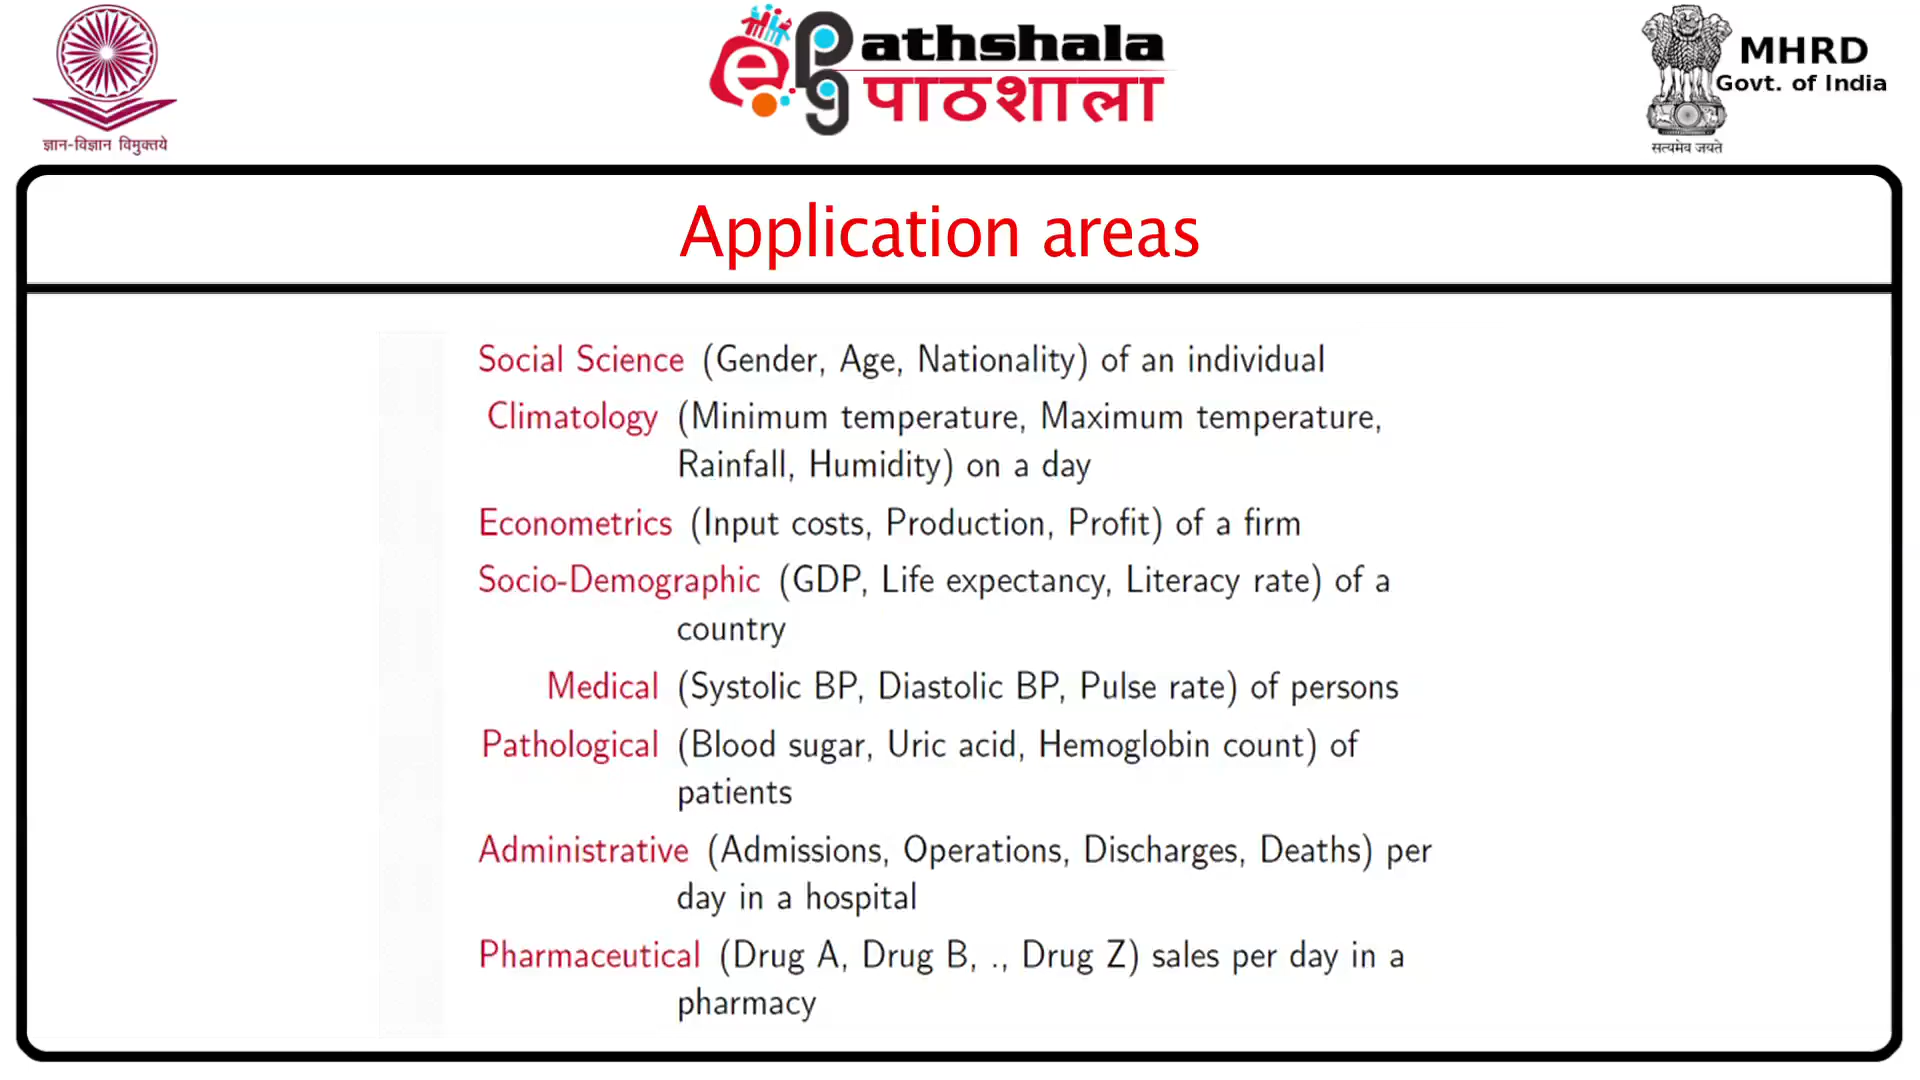 ज्ञान-विज्ञान विमुक्तये
e pg Pathshala
पाठशाला
MHRD
Govt. of India
सत्यमेव जयते
Application areas
Social Science (Gender, Age, Nationality) of an individual
Climatology (Minimum temperature, Maximum temperature,
Rainfall, Humidity) on a day
Econometrics (Input costs, Production, Profit) of a firm
Socio-Demographic (GDP, Life expectancy, Literacy rate) of a
country
Medical (Systolic BP, Diastolic BP, Pulse rate) of persons
Pathological (Blood sugar, Uric acid, Hemoglobin count) of
patients
Administrative (Admissions, Operations, Discharges, Deaths) per
day in a hospital
Pharmaceutical (Drug A, Drug B, ., Drug Z) sales per day in a
pharmacy